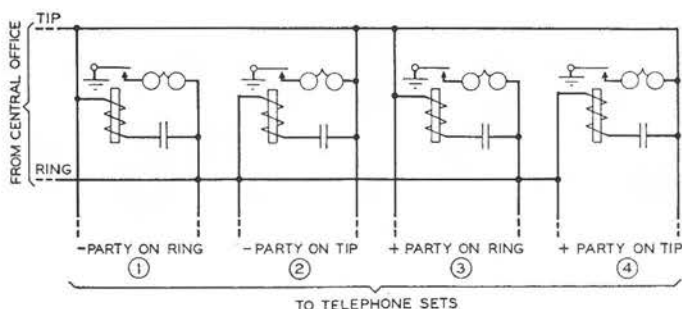 FROM CENTRAL OFFICE
TIP
RING
-PARTY ON RING
-PARTY ON TIP
+ PARTY ON RING
+ PARTY ON TIP
1
2
3
4
TO TELEPHONE SETS